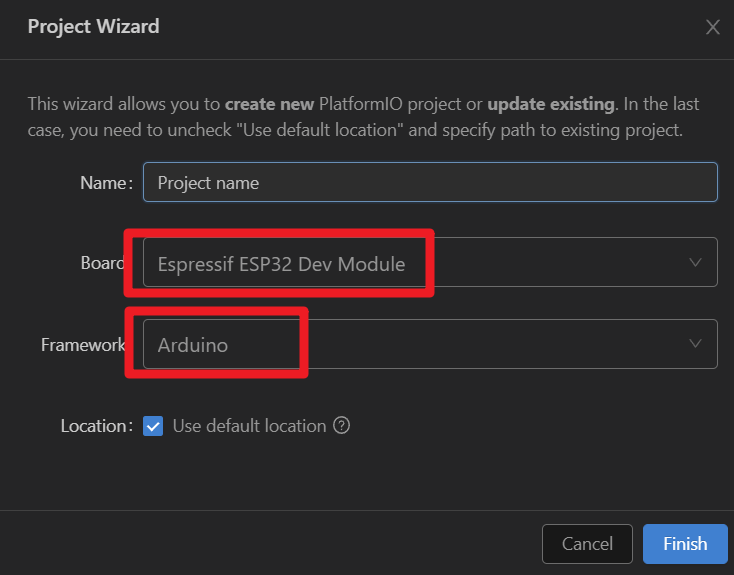 Project Wizard
This wizard allows you to create new PlatformIO project or update existing. In the last
case, you need to uncheck "Use default location" and specify path to existing project.
Name: Project name
Board Espressif ESP32 Dev Module
Framework Arduino
Location: Use default location ?
Cancel Finish